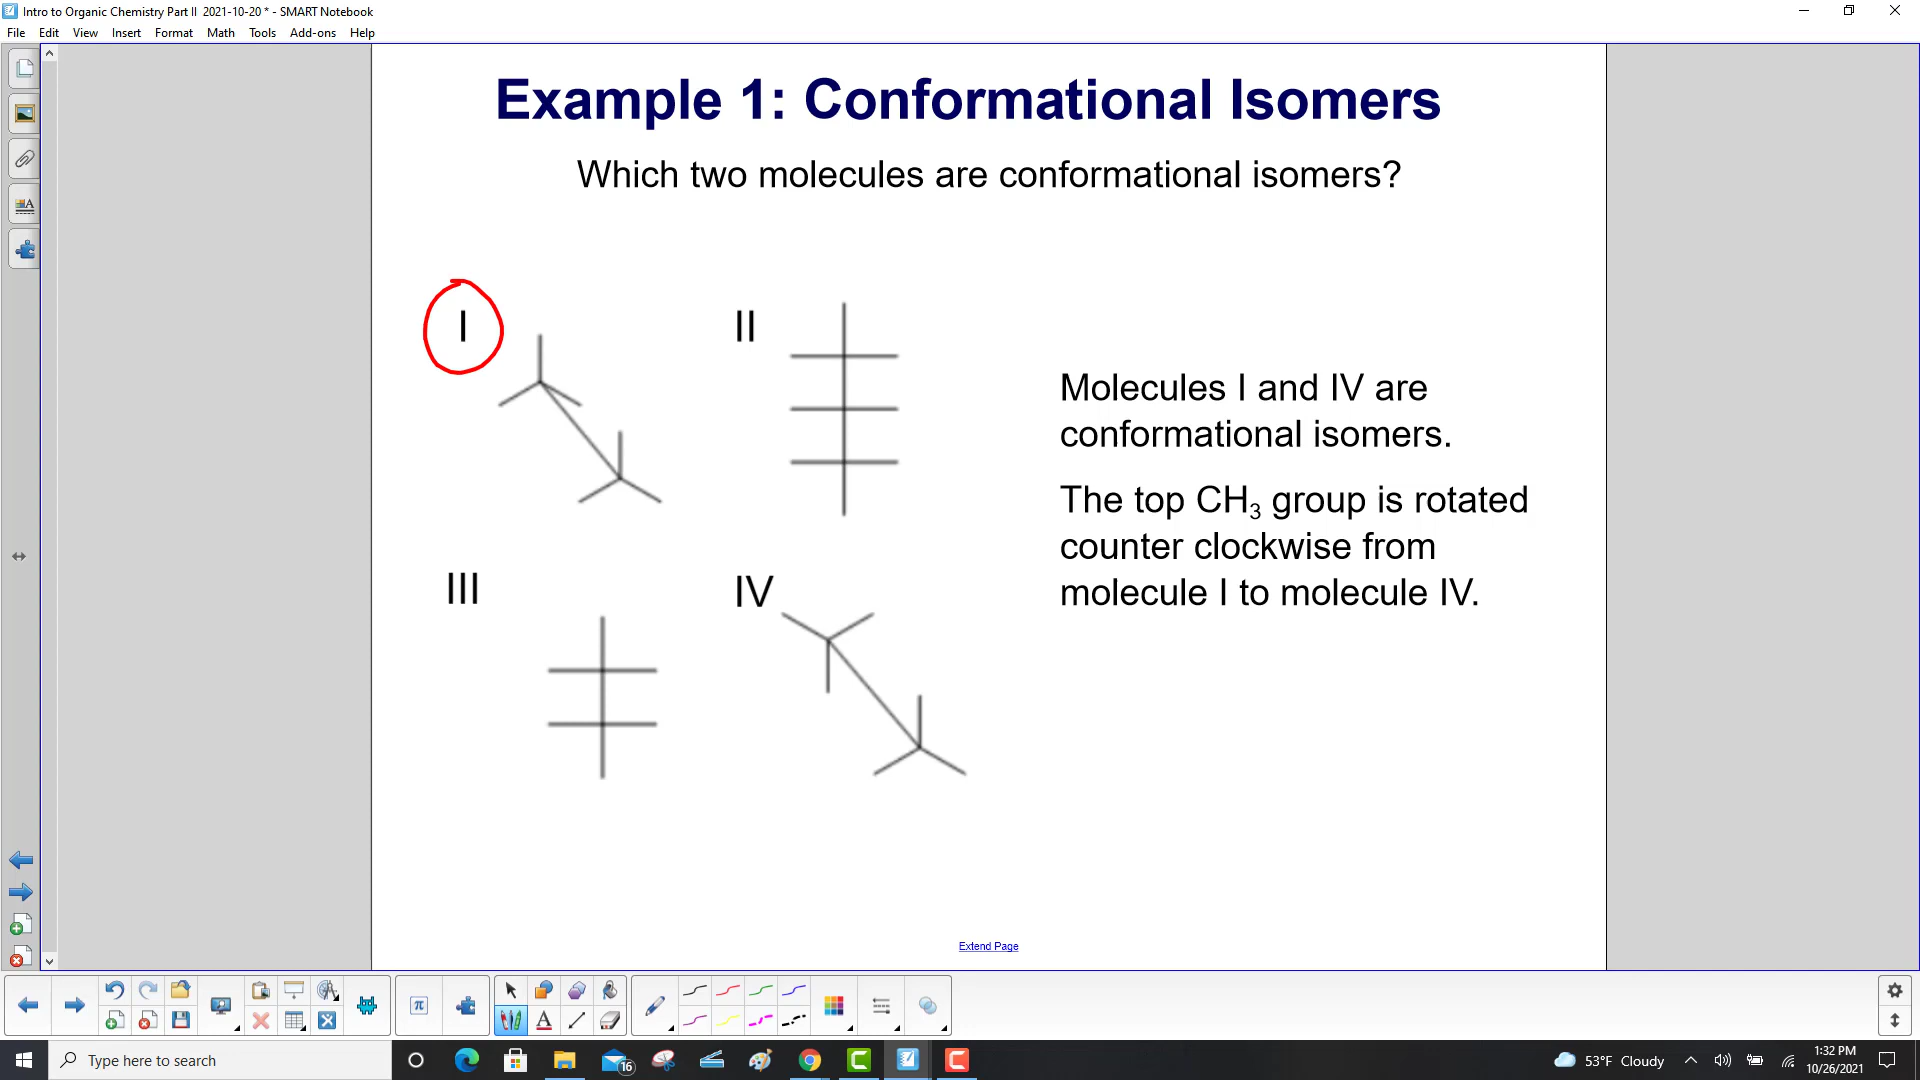 Intro to Organic Chemistry Part II  2021-10-20 * - SMART Notebook
File Edit View Insert Format Math Tools Add-ons Help
Example 1: Conformational Isomers
Which two molecules are conformational isomers?
I
II
Molecules I and IV are
conformational isomers.
The top CH₃ group is rotated
counter clockwise from
molecule I to molecule IV.
III
IV
Extend Page
π
A
Type here to search
16
53°F Cloudy
1:32 PM
10/26/2021